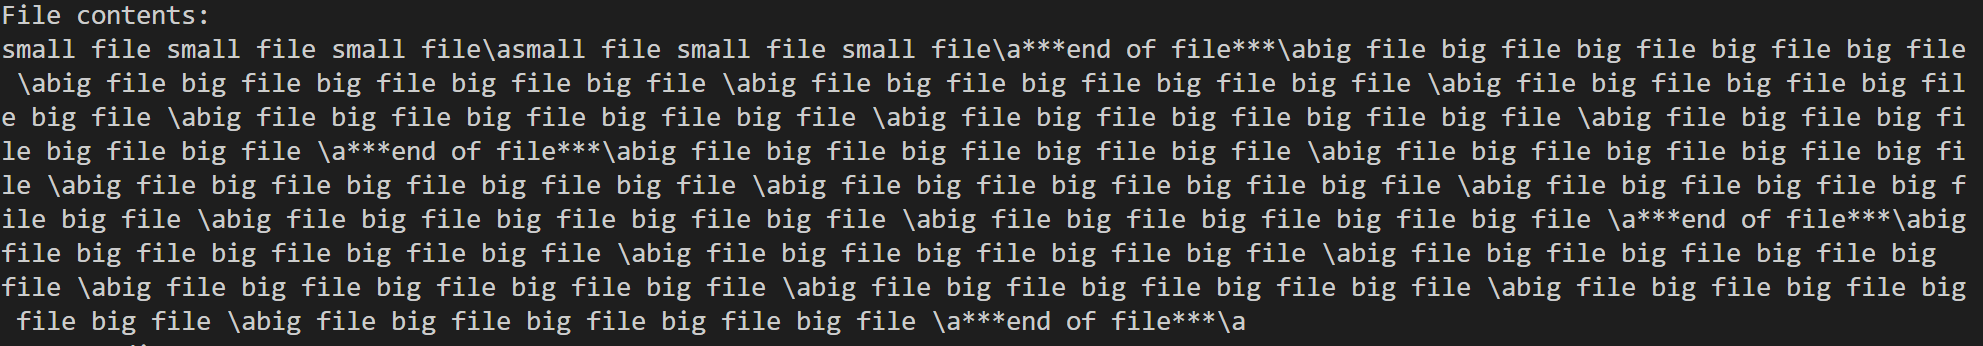 File contents:
small file small file small file\asmall file small file small file\a***end of file***\abig file big file big file big file big file
 \abig file big file big file big file big file \abig file big file big file big file big file \abig file big file big file big fil
e big file \abig file big file big file big file big file \abig file big file big file big file big file \abig file big file big fi
le big file big file \a***end of file***\abig file big file big file big file big file \abig file big file big file big file big fi
le \abig file big file big file big file big file \abig file big file big file big file big file \abig file big file big file big f
ile big file \abig file big file big file big file big file \abig file big file big file big file big file \a***end of file***\abig
file big file big file big file big file \abig file big file big file big file big file \abig file big file big file big file big
file \abig file big file big file big file big file \abig file big file big file big file big file \abig file big file big file big
 file big file \abig file big file big file big file big file \a***end of file***\a